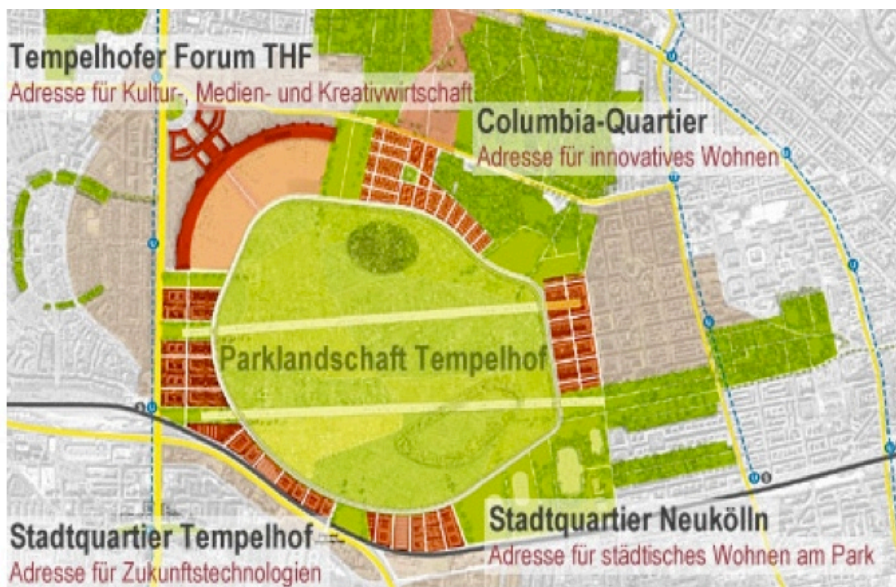 Tempelhofer Forum THF
Adresse für Kultur-, Medien- und Kreativwirtschaft
Columbia-Quartier
Adresse für innovatives Wohnen
Parklandschaft Tempelhof
Stadtquartier Tempelhof
Adresse für Zukunftstechnologien
Stadtquartier Neukölln
Adresse für städtisches Wohnen am Park